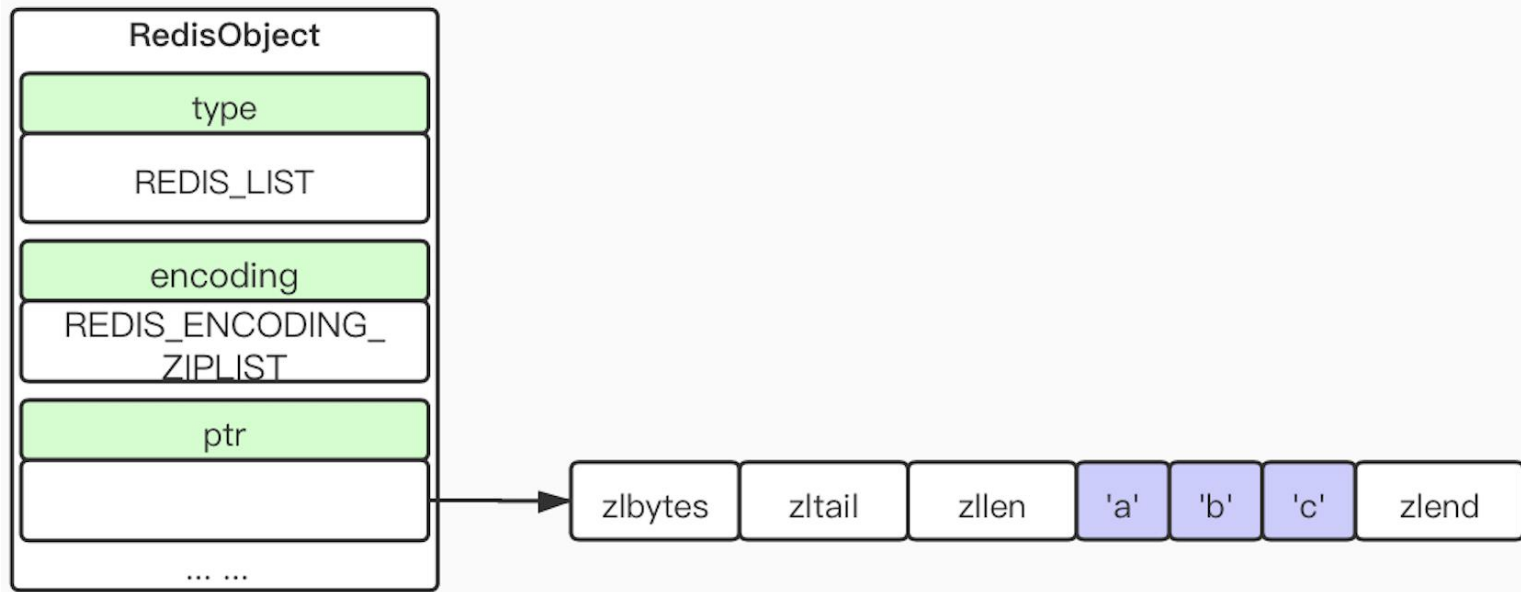 RedisObject
type
REDIS_LIST
encoding
REDIS_ENCODING_
ZIPLIST
ptr
zlbytes zltail zllen 'a' 'b' 'c' zlend
... ...